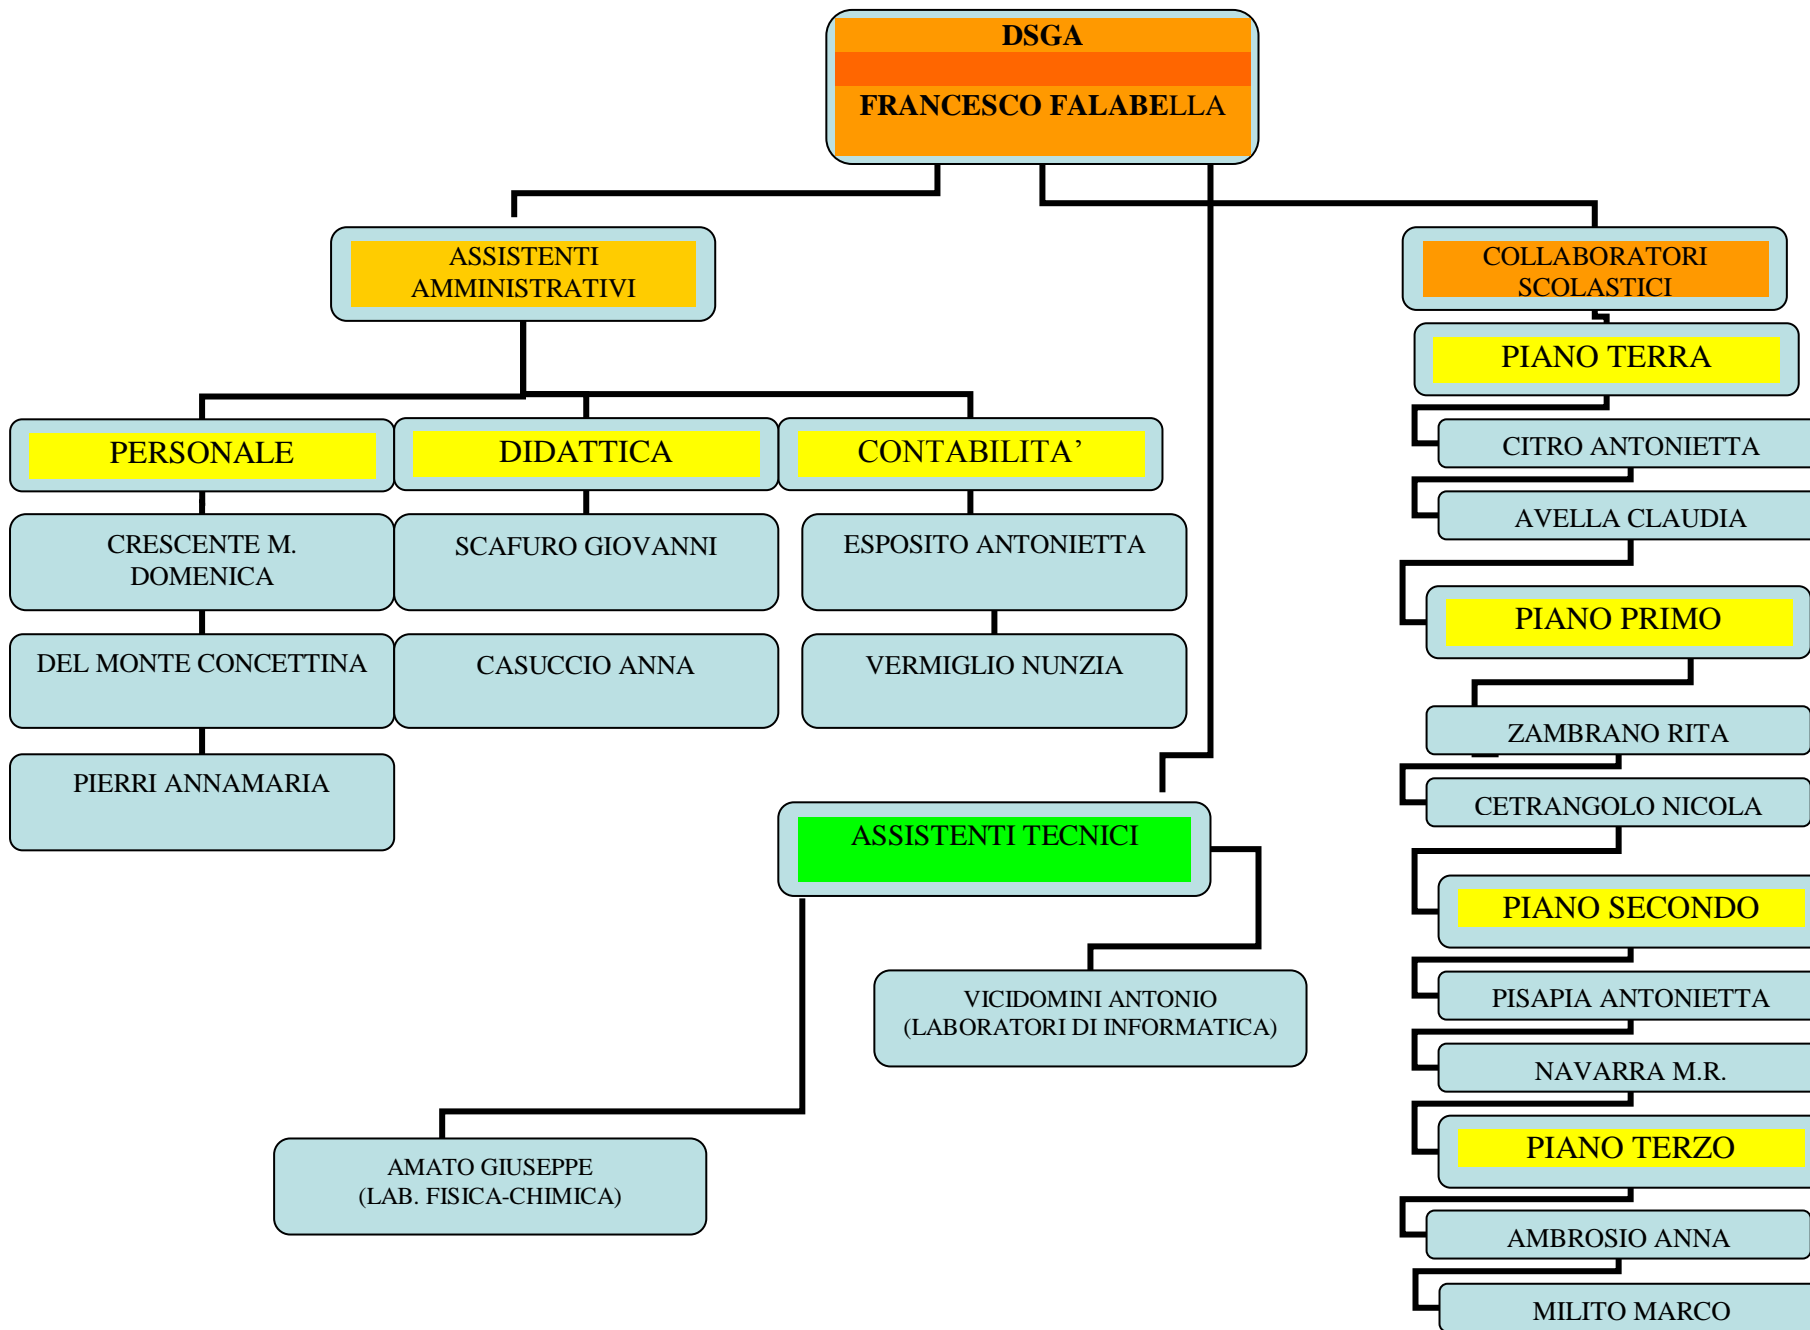 DSGA
FRANCESCO FALABELLA
ASSISTENTI
AMMINISTRATIVI
PERSONALE
CRESCENTE M.
DOMENICA
DEL MONTE CONCETTINA
PIERRI ANNAMARIA
DIDATTICA
SCAFURO GIOVANNI
CASUCCIO ANNA
CONTABILITA’
ESPOSITO ANTONIETTA
VERMIGLIO NUNZIA
ASSISTENTI TECNICI
VICIDOMINI ANTONIO
(LABORATORI DI INFORMATICA)
AMATO GIUSEPPE
(LAB. FISICA-CHIMICA)
COLLABORATORI
SCOLASTICI
PIANO TERRA
CITRO ANTONIETTA
AVELLA CLAUDIA
PIANO PRIMO
ZAMBRANO RITA
CETRANGOLO NICOLA
PIANO SECONDO
PISAPIA ANTONIETTA
NAVARRA M.R.
PIANO TERZO
AMBROSIO ANNA
MILITO MARCO